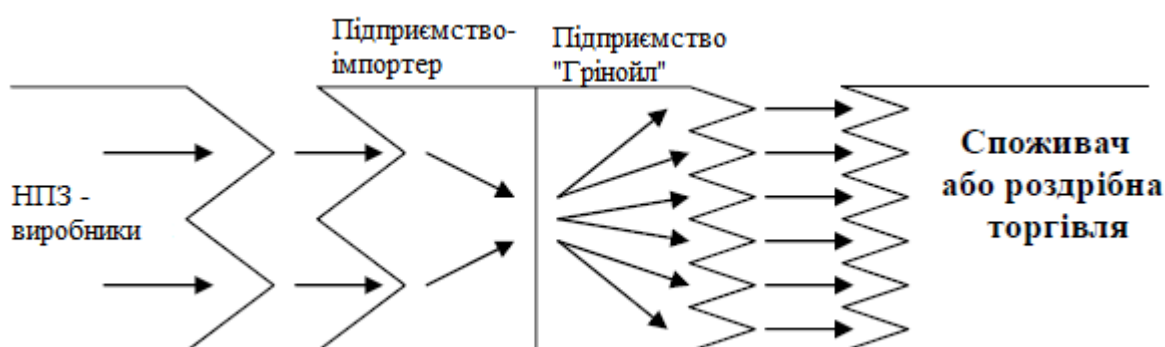 Підприємство-
імпортер
Підприємство
"Грінойл"
НПЗ -
виробники
Споживач
або роздрібна
торгівля